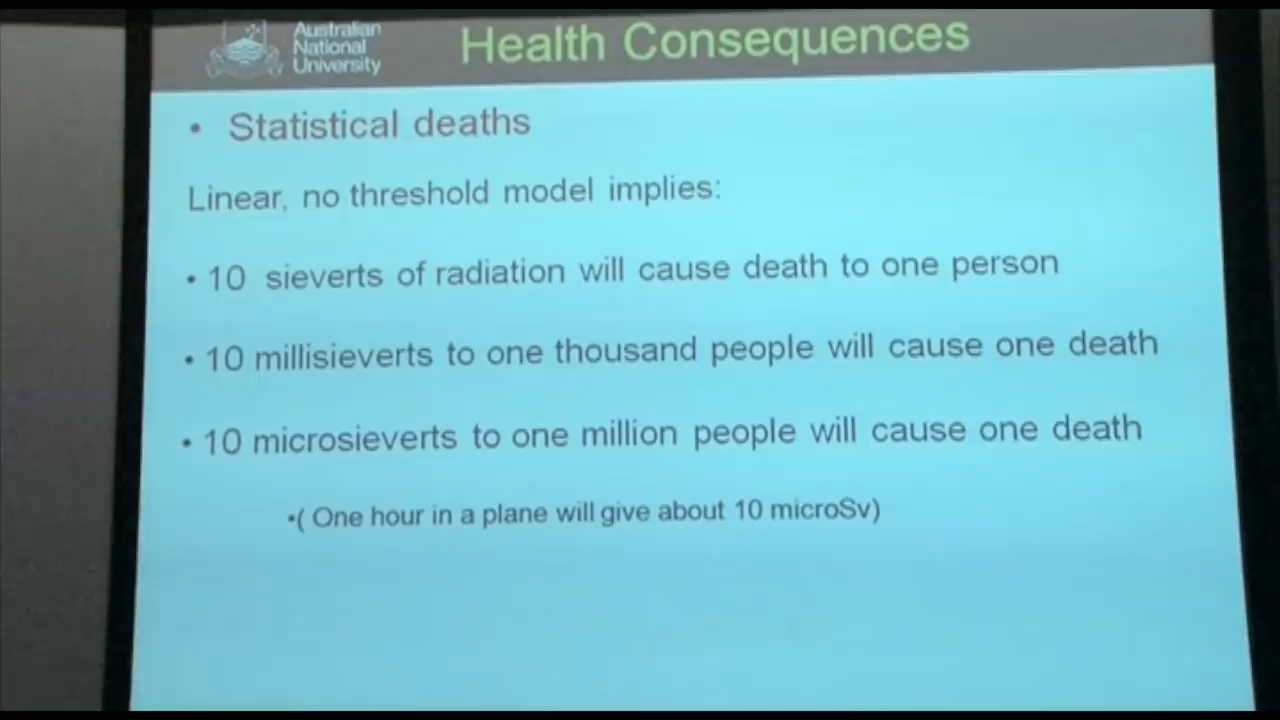 Australian
National
University
Health Consequences
• Statistical deaths
Linear, no threshold model implies:
• 10 sieverts of radiation will cause death to one person
• 10 millisieverts to one thousand people will cause one death
• 10 microsieverts to one million people will cause one death
•( One hour in a plane will give about 10 microSv)